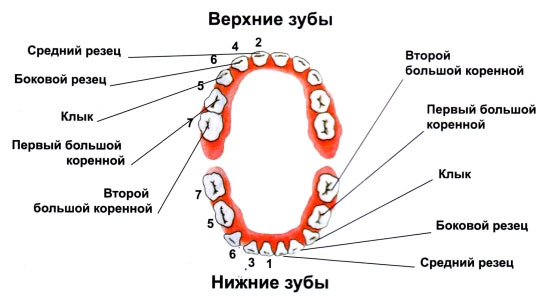 Верхние зубы
Средний резец
Боковой резец
Клык
Первый большой
коренной
Второй
большой коренной
2
4
6
5
7
Второй
большой коренной
Первый большой
коренной
Клык
Боковой резец
Средний резец
7
5
6
3
1
Нижние зубы